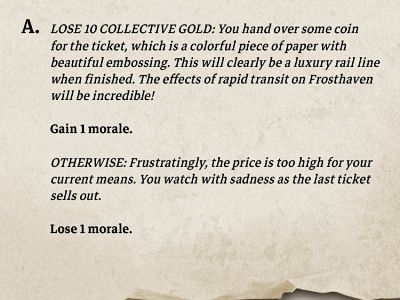 A. LOSE 10 COLLECTIVE GOLD: You hand over some coin
for the ticket, which is a colorful piece of paper with
beautiful embossing. This will clearly be a luxury rail line
when finished. The effects of rapid transit on Frosthaven
will be incredible!
Gain 1 morale.
OTHERWISE: Frustratingly, the price is too high for your
current means. You watch with sadness as the last ticket
sells out.
Lose 1 morale.